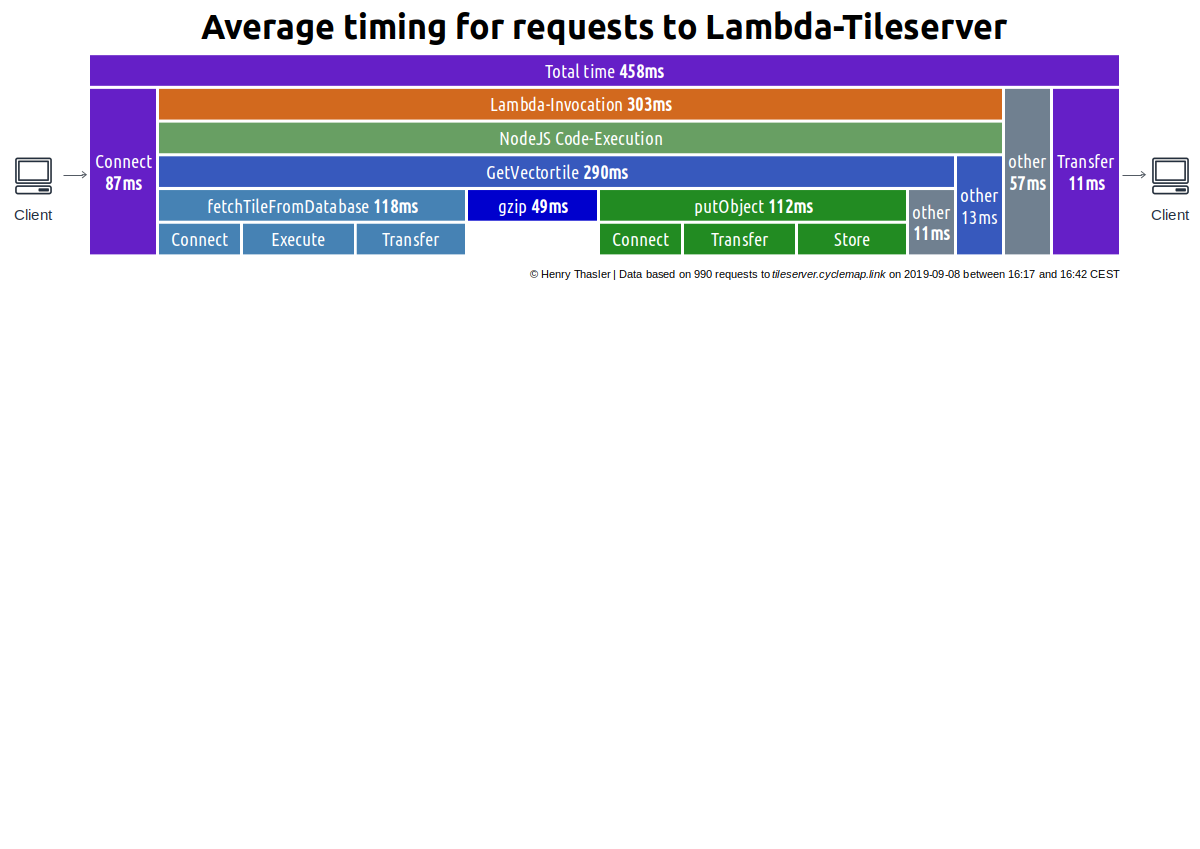 Average timing for requests to Lambda-Tileserver
Total time 458ms
Connect
87ms
Lambda-Invocation 303ms
NodeJS Code-Execution
GetVectortile 290ms
fetchTileFromDatabase 118ms
Connect
Execute
Transfer
gzip 49ms
putObject 112ms
Connect
Transfer
Store
other
11ms
other
13ms
other
57ms
Transfer
11ms
Client
Client
© Henry Thasler | Data based on 990 requests to tileserver.cyclemap.link on 2019-09-08 between 16:17 and 16:42 CEST